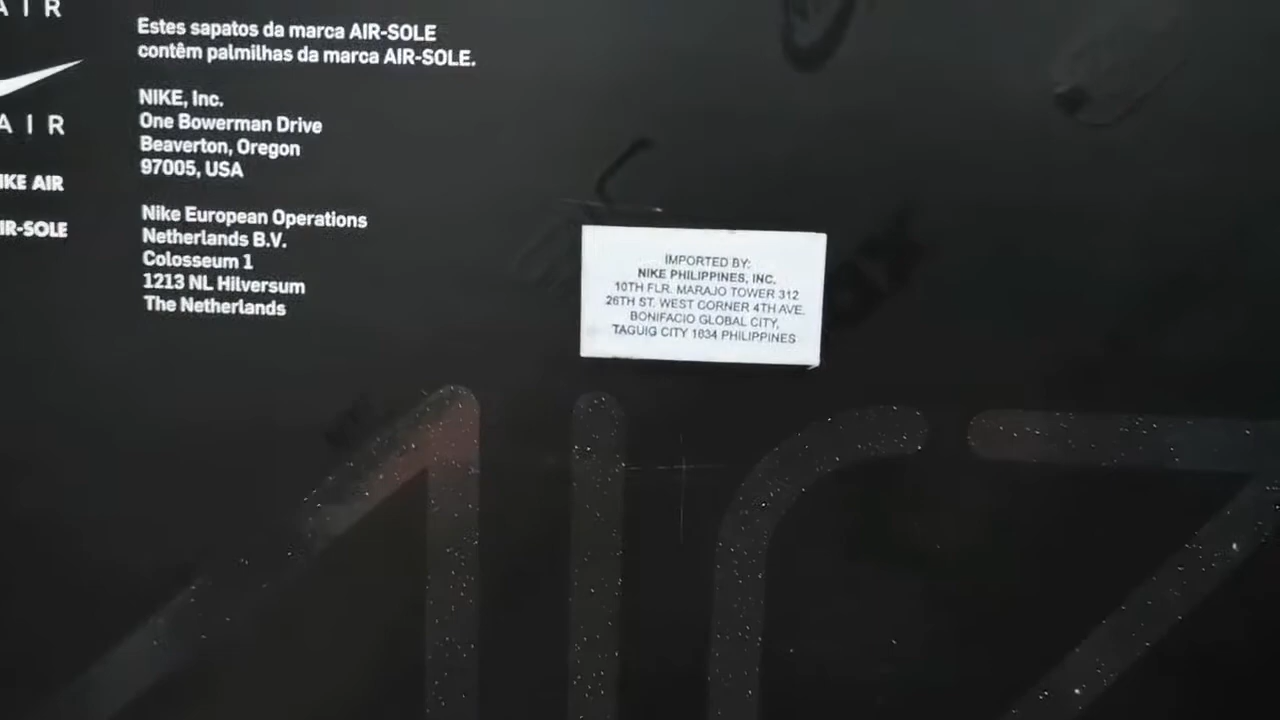 AIR
AIR
IKE AIR
IR-SOLE
Estes sapatos da marca AIR-SOLE
contêm palmilhas da marca AIR-SOLE.
NIKE, Inc.
One Bowerman Drive
Beaverton, Oregon
97005, USA
Nike European Operations
Netherlands B.V.
Colosseum 1
1213 NL Hilversum
The Netherlands
IMPORTED BY:
NIKE PHILIPPINES, INC.
10TH FLR. MARAJO TOWER 312
26TH ST. WEST CORNER 4TH AVE.
BONIFACIO GLOBAL CITY,
TAGUIG CITY 1634 PHILIPPINES